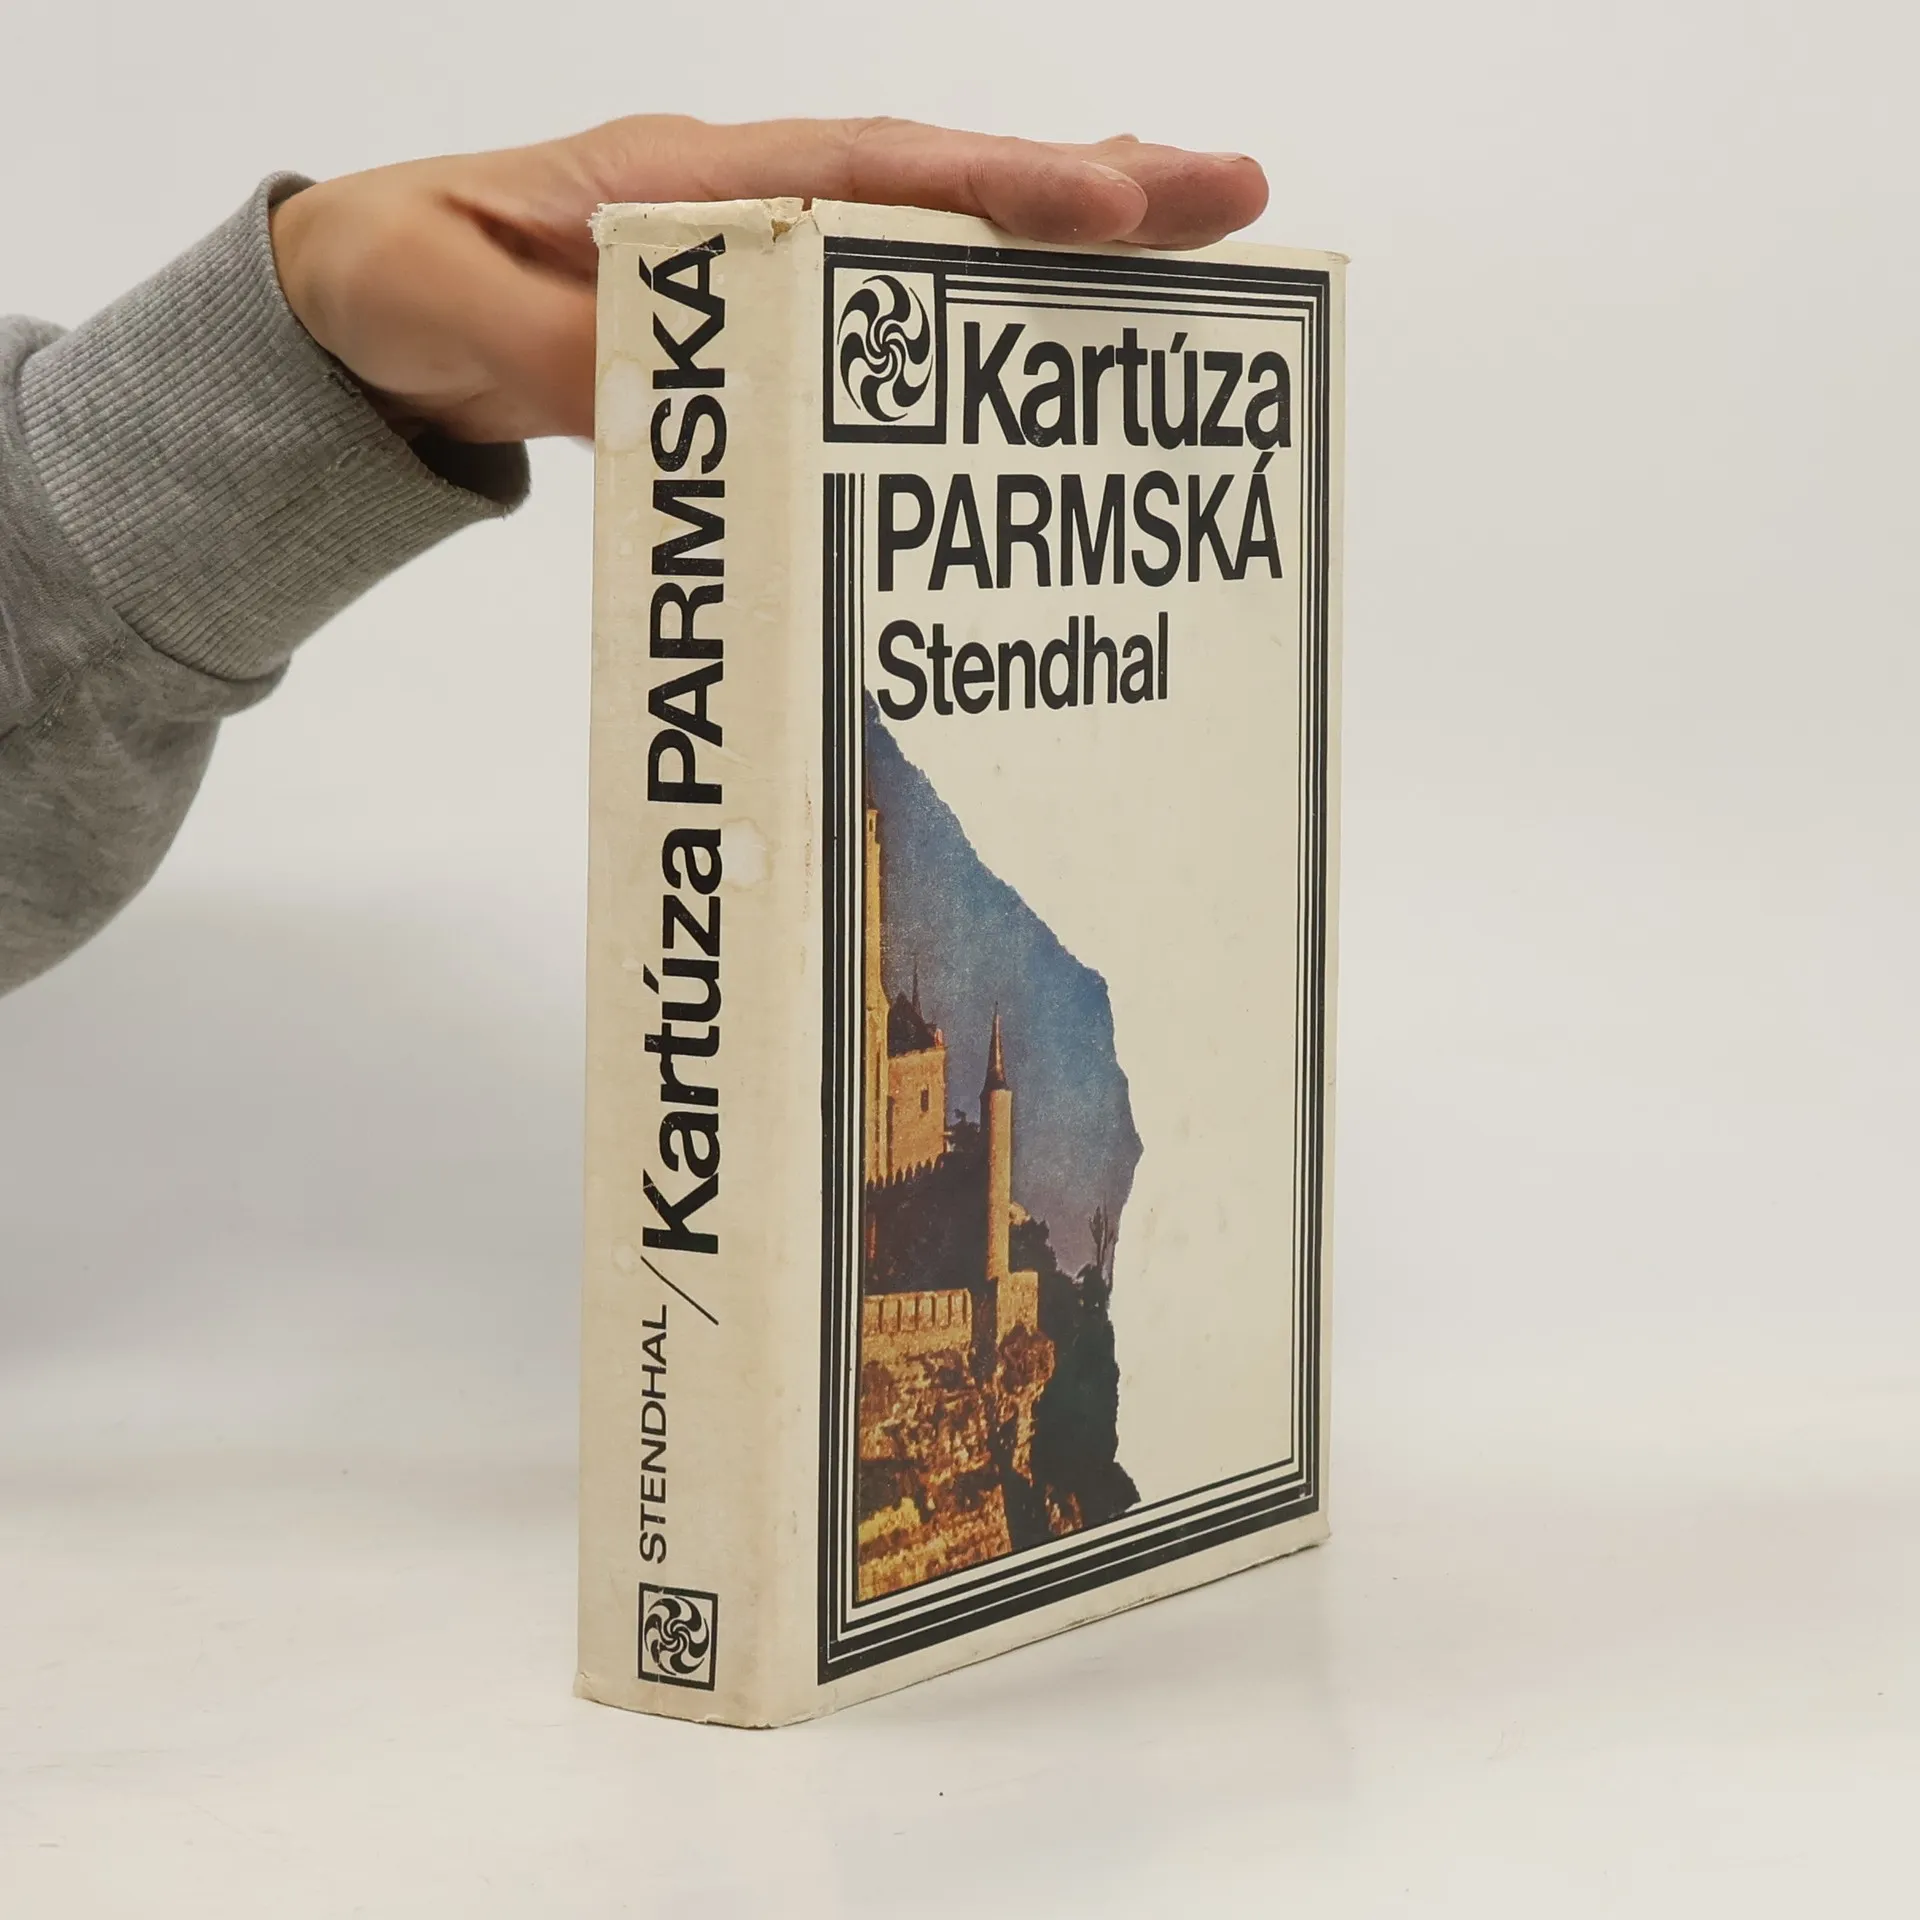 Kartúza
PARMSKÁ
Stendhal
STENDHAL / Kartúza PARMSKÁ